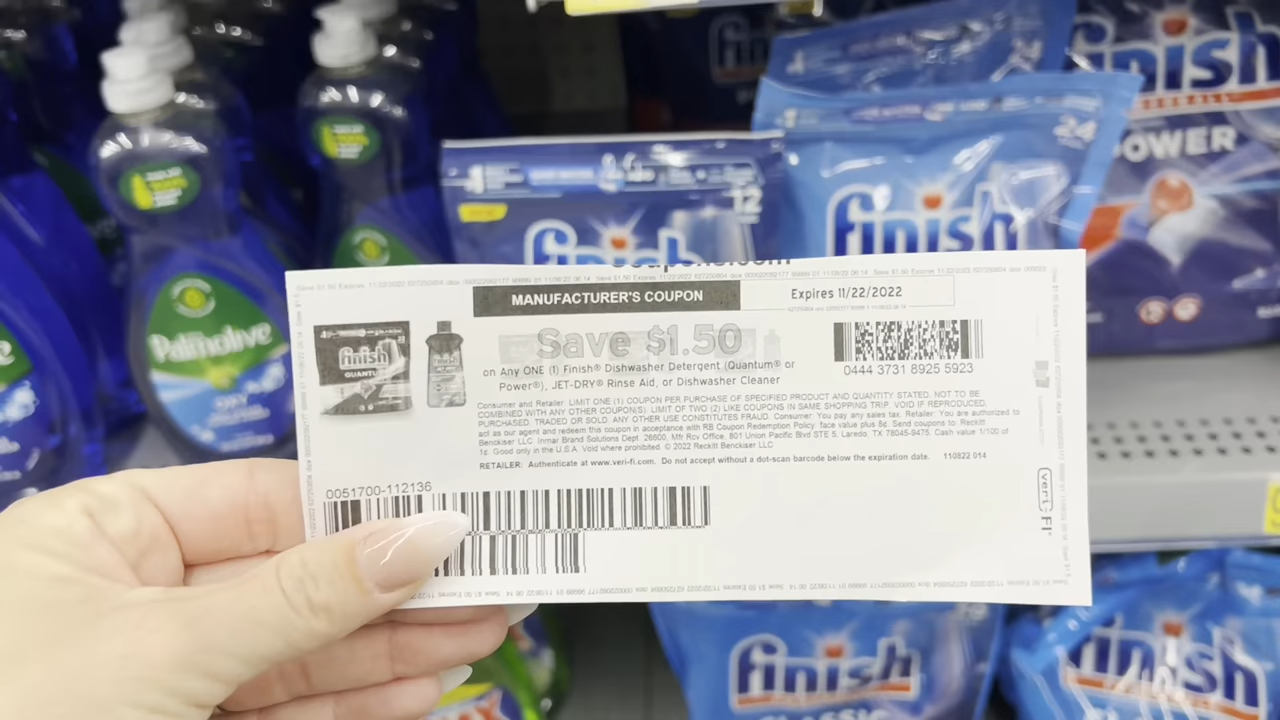 finish
POWER
24
12
finish
finish
Palmolive
OXY
MANUFACTURER'S COUPON
Expires 11/22/2022
Save $1.50
on Any ONE (1) Finish® Dishwasher Detergent (Quantum® or
Power®), JET-DRY® Rinse Aid, or Dishwasher Cleaner
0444 3731 8925 5923
finish
QUANTUM
Consumer and Retailer: LIMIT ONE (1) COUPON PER PURCHASE OF SPECIFIED PRODUCT AND QUANTITY STATED. NOT TO BE
COMBINED WITH ANY OTHER COUPON(S). LIMIT OF TWO (2) LIKE COUPONS IN SAME SHOPPING TRIP. VOID IF REPRODUCED,
PURCHASED, TRADED OR SOLD. ANY OTHER USE CONSTITUTES FRAUD. Consumer: You pay any sales tax. Retailer: You are authorized to
act as our agent and redeem this coupon in acceptance with RB Coupon Redemption Policy. face value plus 8¢. Send coupons to: Reckitt
Benckiser LLC Inmar Brand Solutions Dept. 26600, Mfr Rcv Office, 801 Union Pacific Blvd STE 5, Laredo, TX 78045-9475. Cash value 1/100 of
1¢. Good only in the U.S.A. Void where prohibited. © 2022 Reckitt Benckiser LLC
RETAILER: Authenticate at www.veri-fi.com. Do not accept without a dot-scan barcode below the expiration date. 110822 014
0051700-112136
veri-FI
finish
CLASSIC
finish